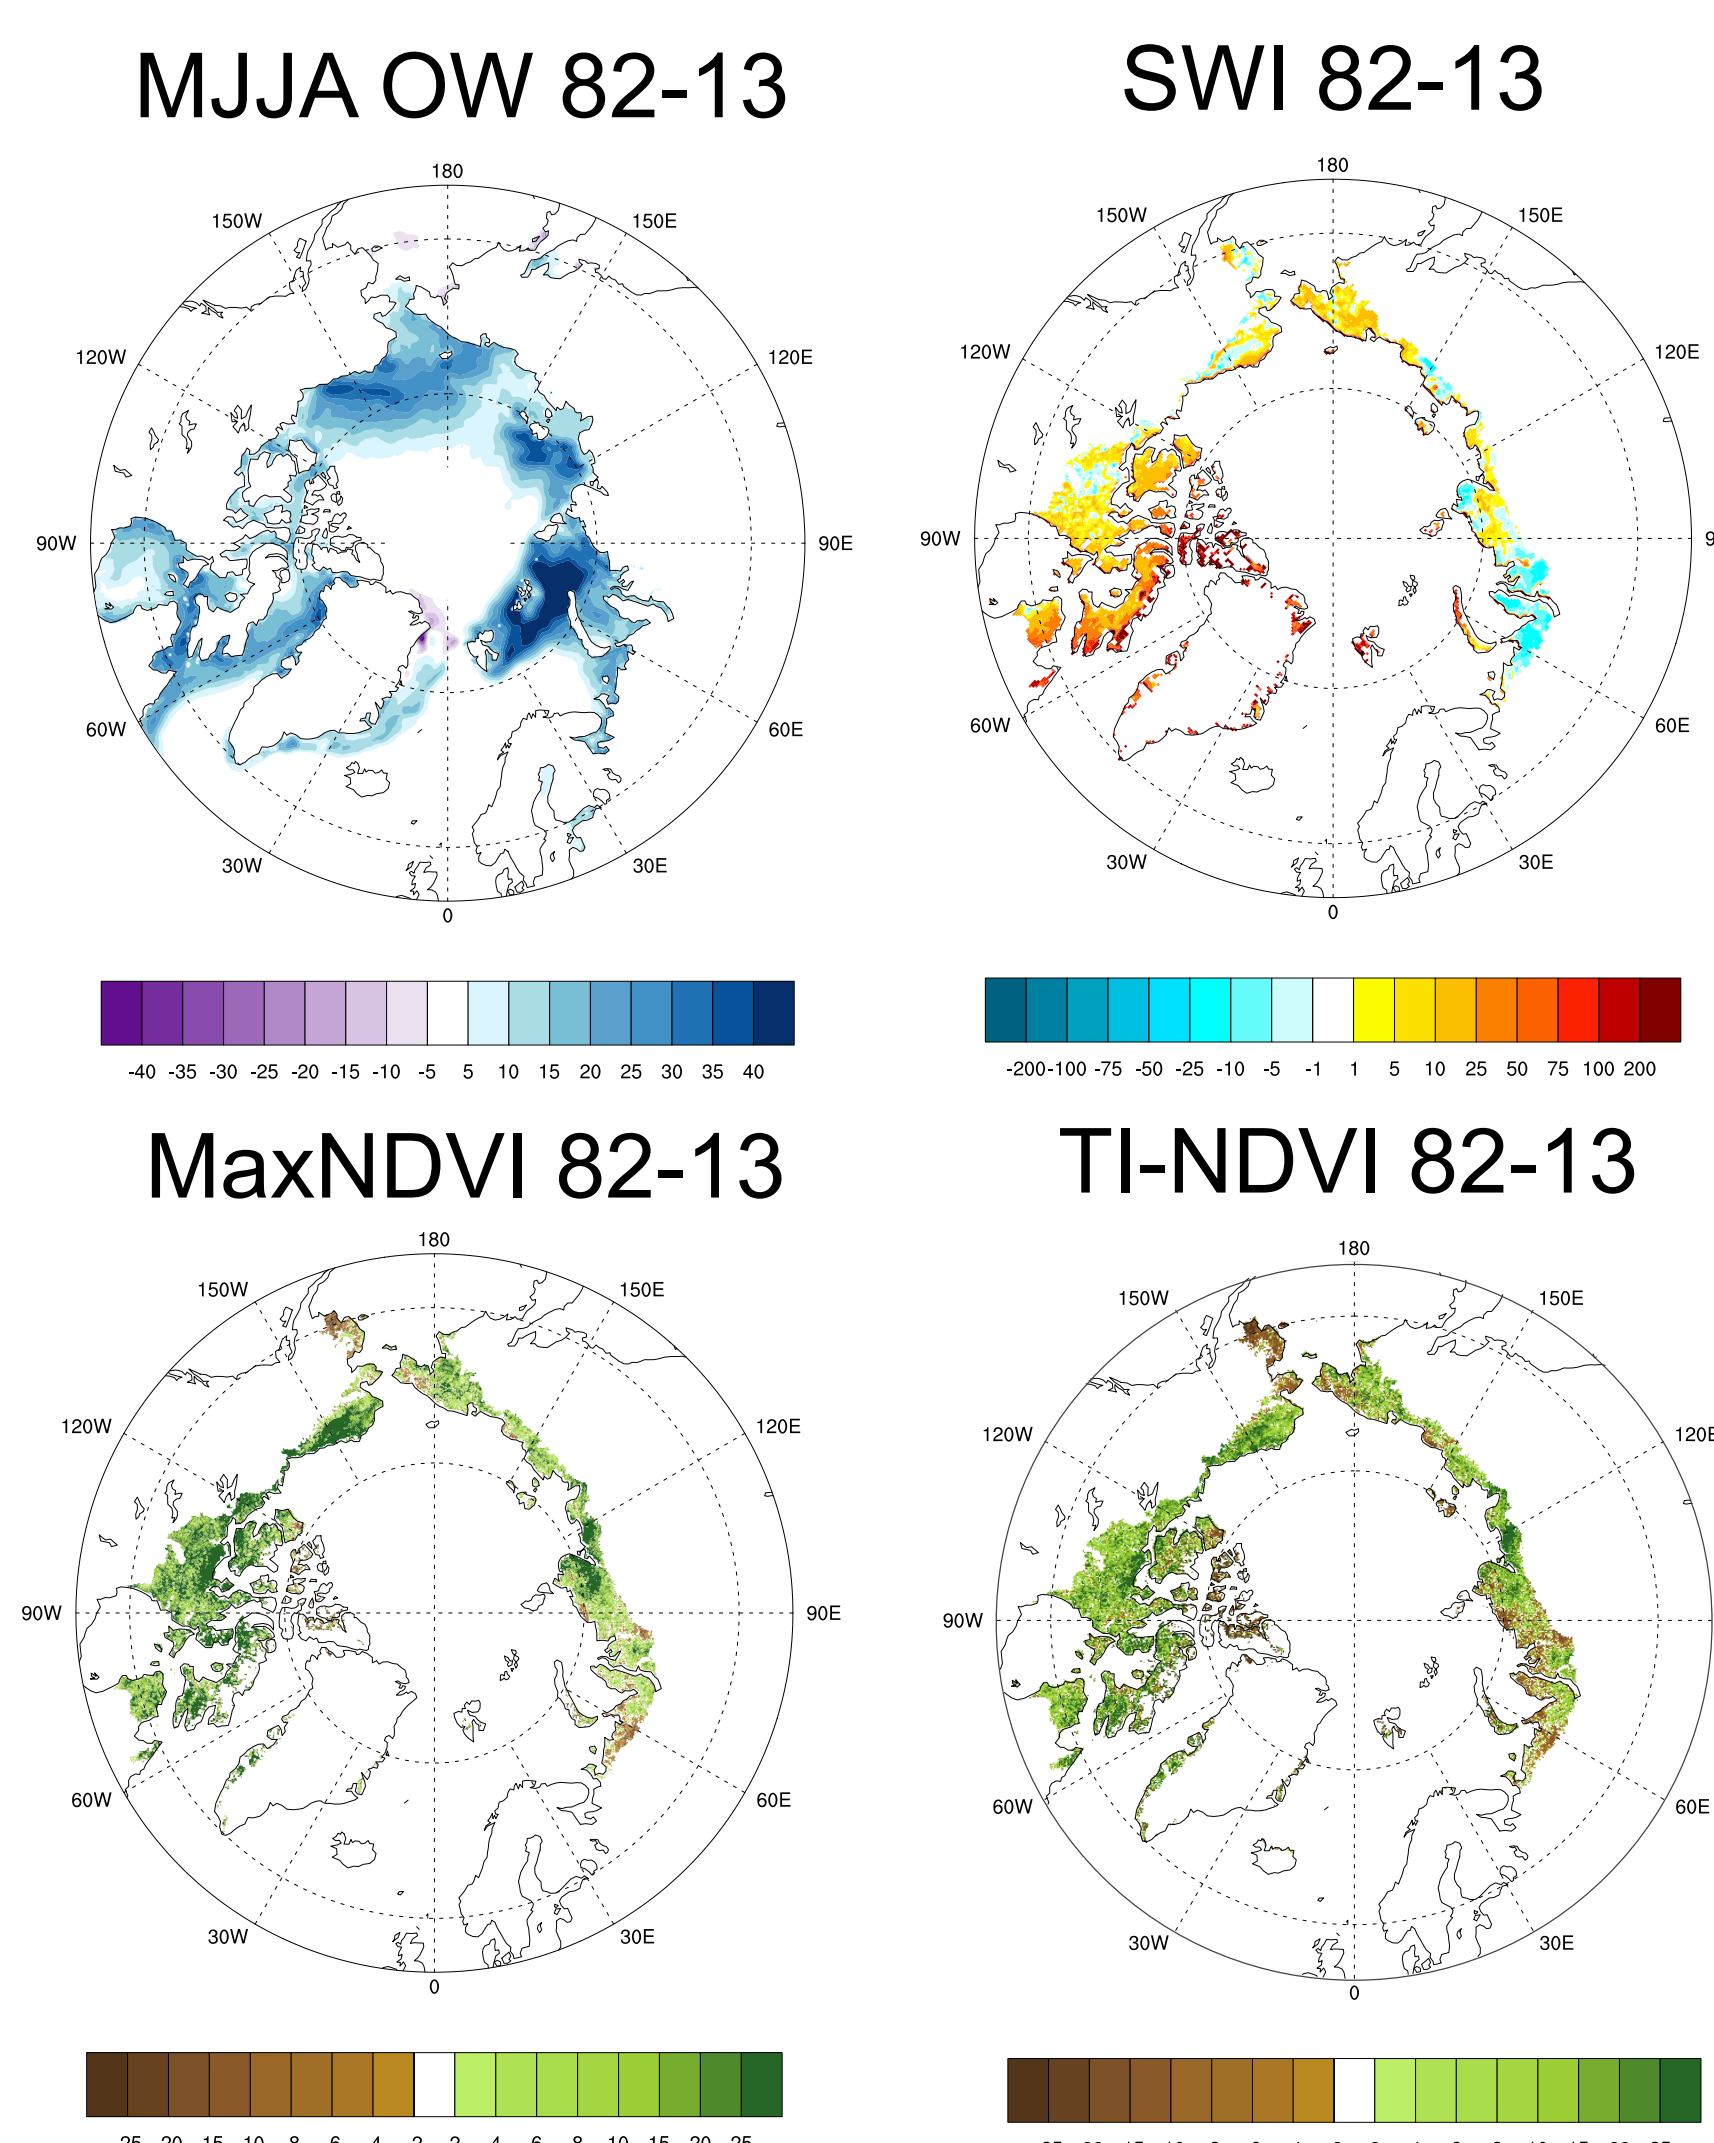 MJJA OW 82-13
SWI 82-13
180
150W 150E
120W 120E
90W 90E
60W 60E
30W 30E
0
180
150W 150E
120W 120E
90W 9
60W 60E
30W 30E
0
-40 -35 -30 -25 -20 -15 -10 -5 5 10 15 20 25 30 35 40
-200 -100 -75 -50 -25 -10 -5 -1 1 5 10 25 50 75 100 200
MaxNDVI 82-13
TI-NDVI 82-13
180
150W 150E
120W 120E
90W 90E
60W 60E
30W 30E
0
180
150W 150E
120W 120E
90W
60W 60E
30W 30E
0